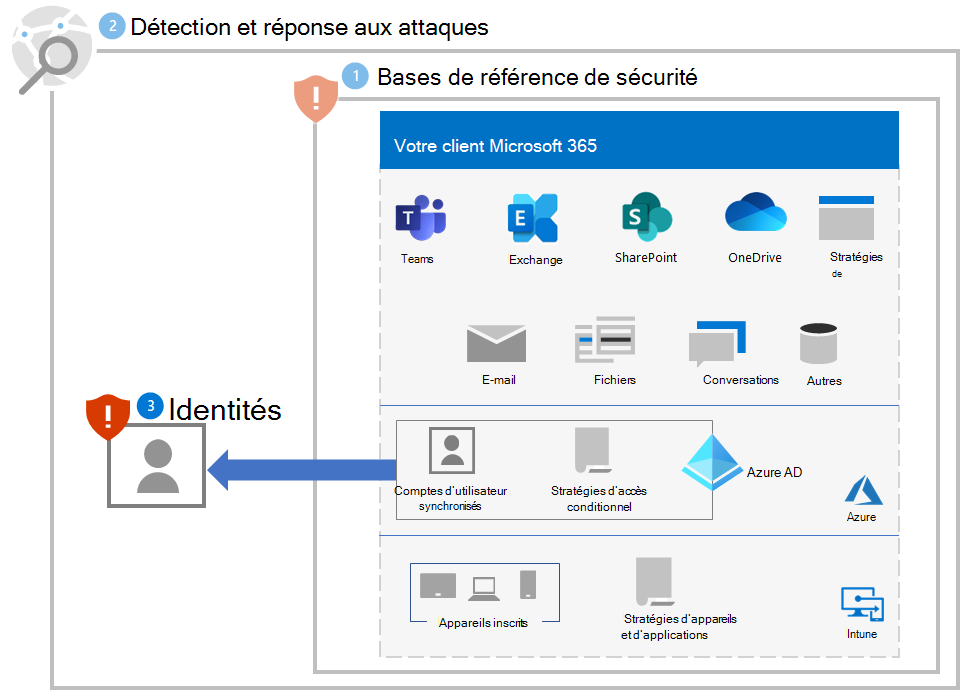 2 Détection et réponse aux attaques
1 Bases de référence de sécurité
Votre client Microsoft 365
T
E
S
Teams
Exchange
SharePoint
OneDrive
Stratégies
de
E-mail
Fichiers
Conversations
Autres
! 3 Identités
Comptes d'utilisateur
synchronisés
Stratégies d'accès
conditionnel
Azure AD
Azure
Appareils inscrits
Stratégies d'appareils
et d'applications
Intune